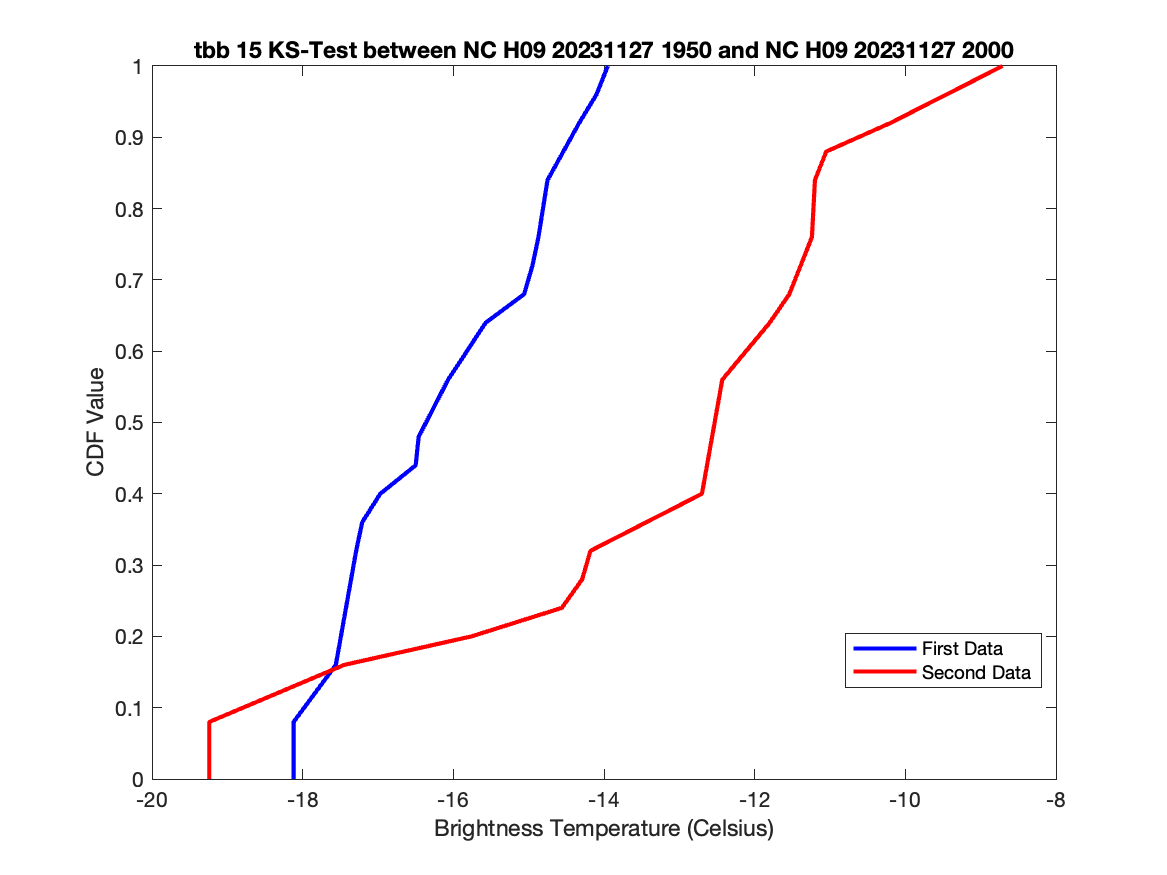 tbb 15 KS-Test between NC H09 20231127 1950 and NC H09 20231127 2000
1
0.9
0.8
0.7
0.6
0.5
0.4
0.3
0.2
0.1
0
CDF Value
First Data
Second Data
-20 -18 -16 -14 -12 -10 -8
Brightness Temperature (Celsius)